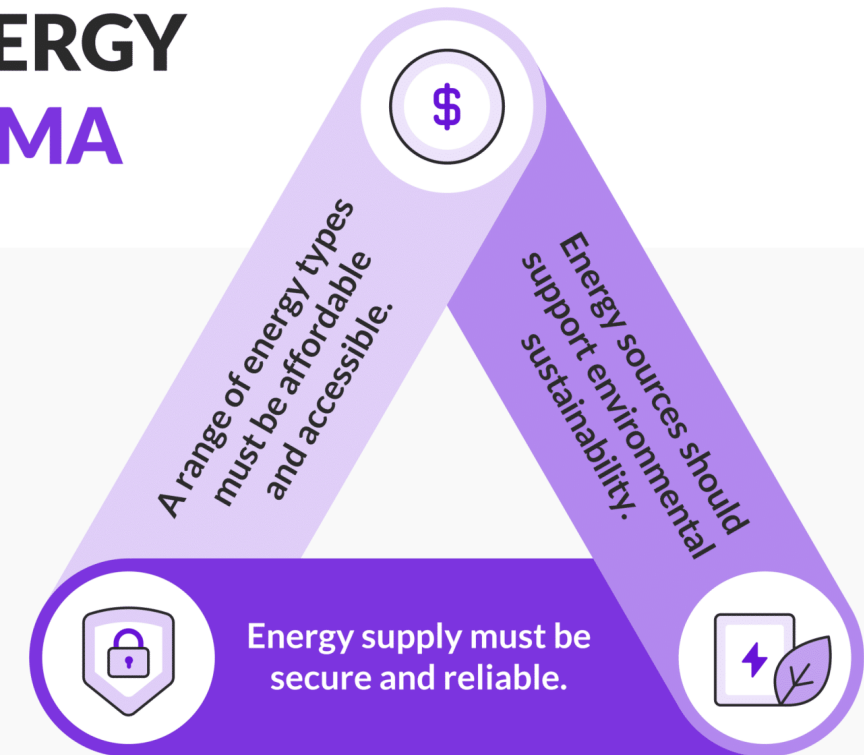 ERGY
MA
$
A range of energy types
must be affordable
and accessible.
Energy sources should
support environmental
sustainability.
Energy supply must be
secure and reliable.